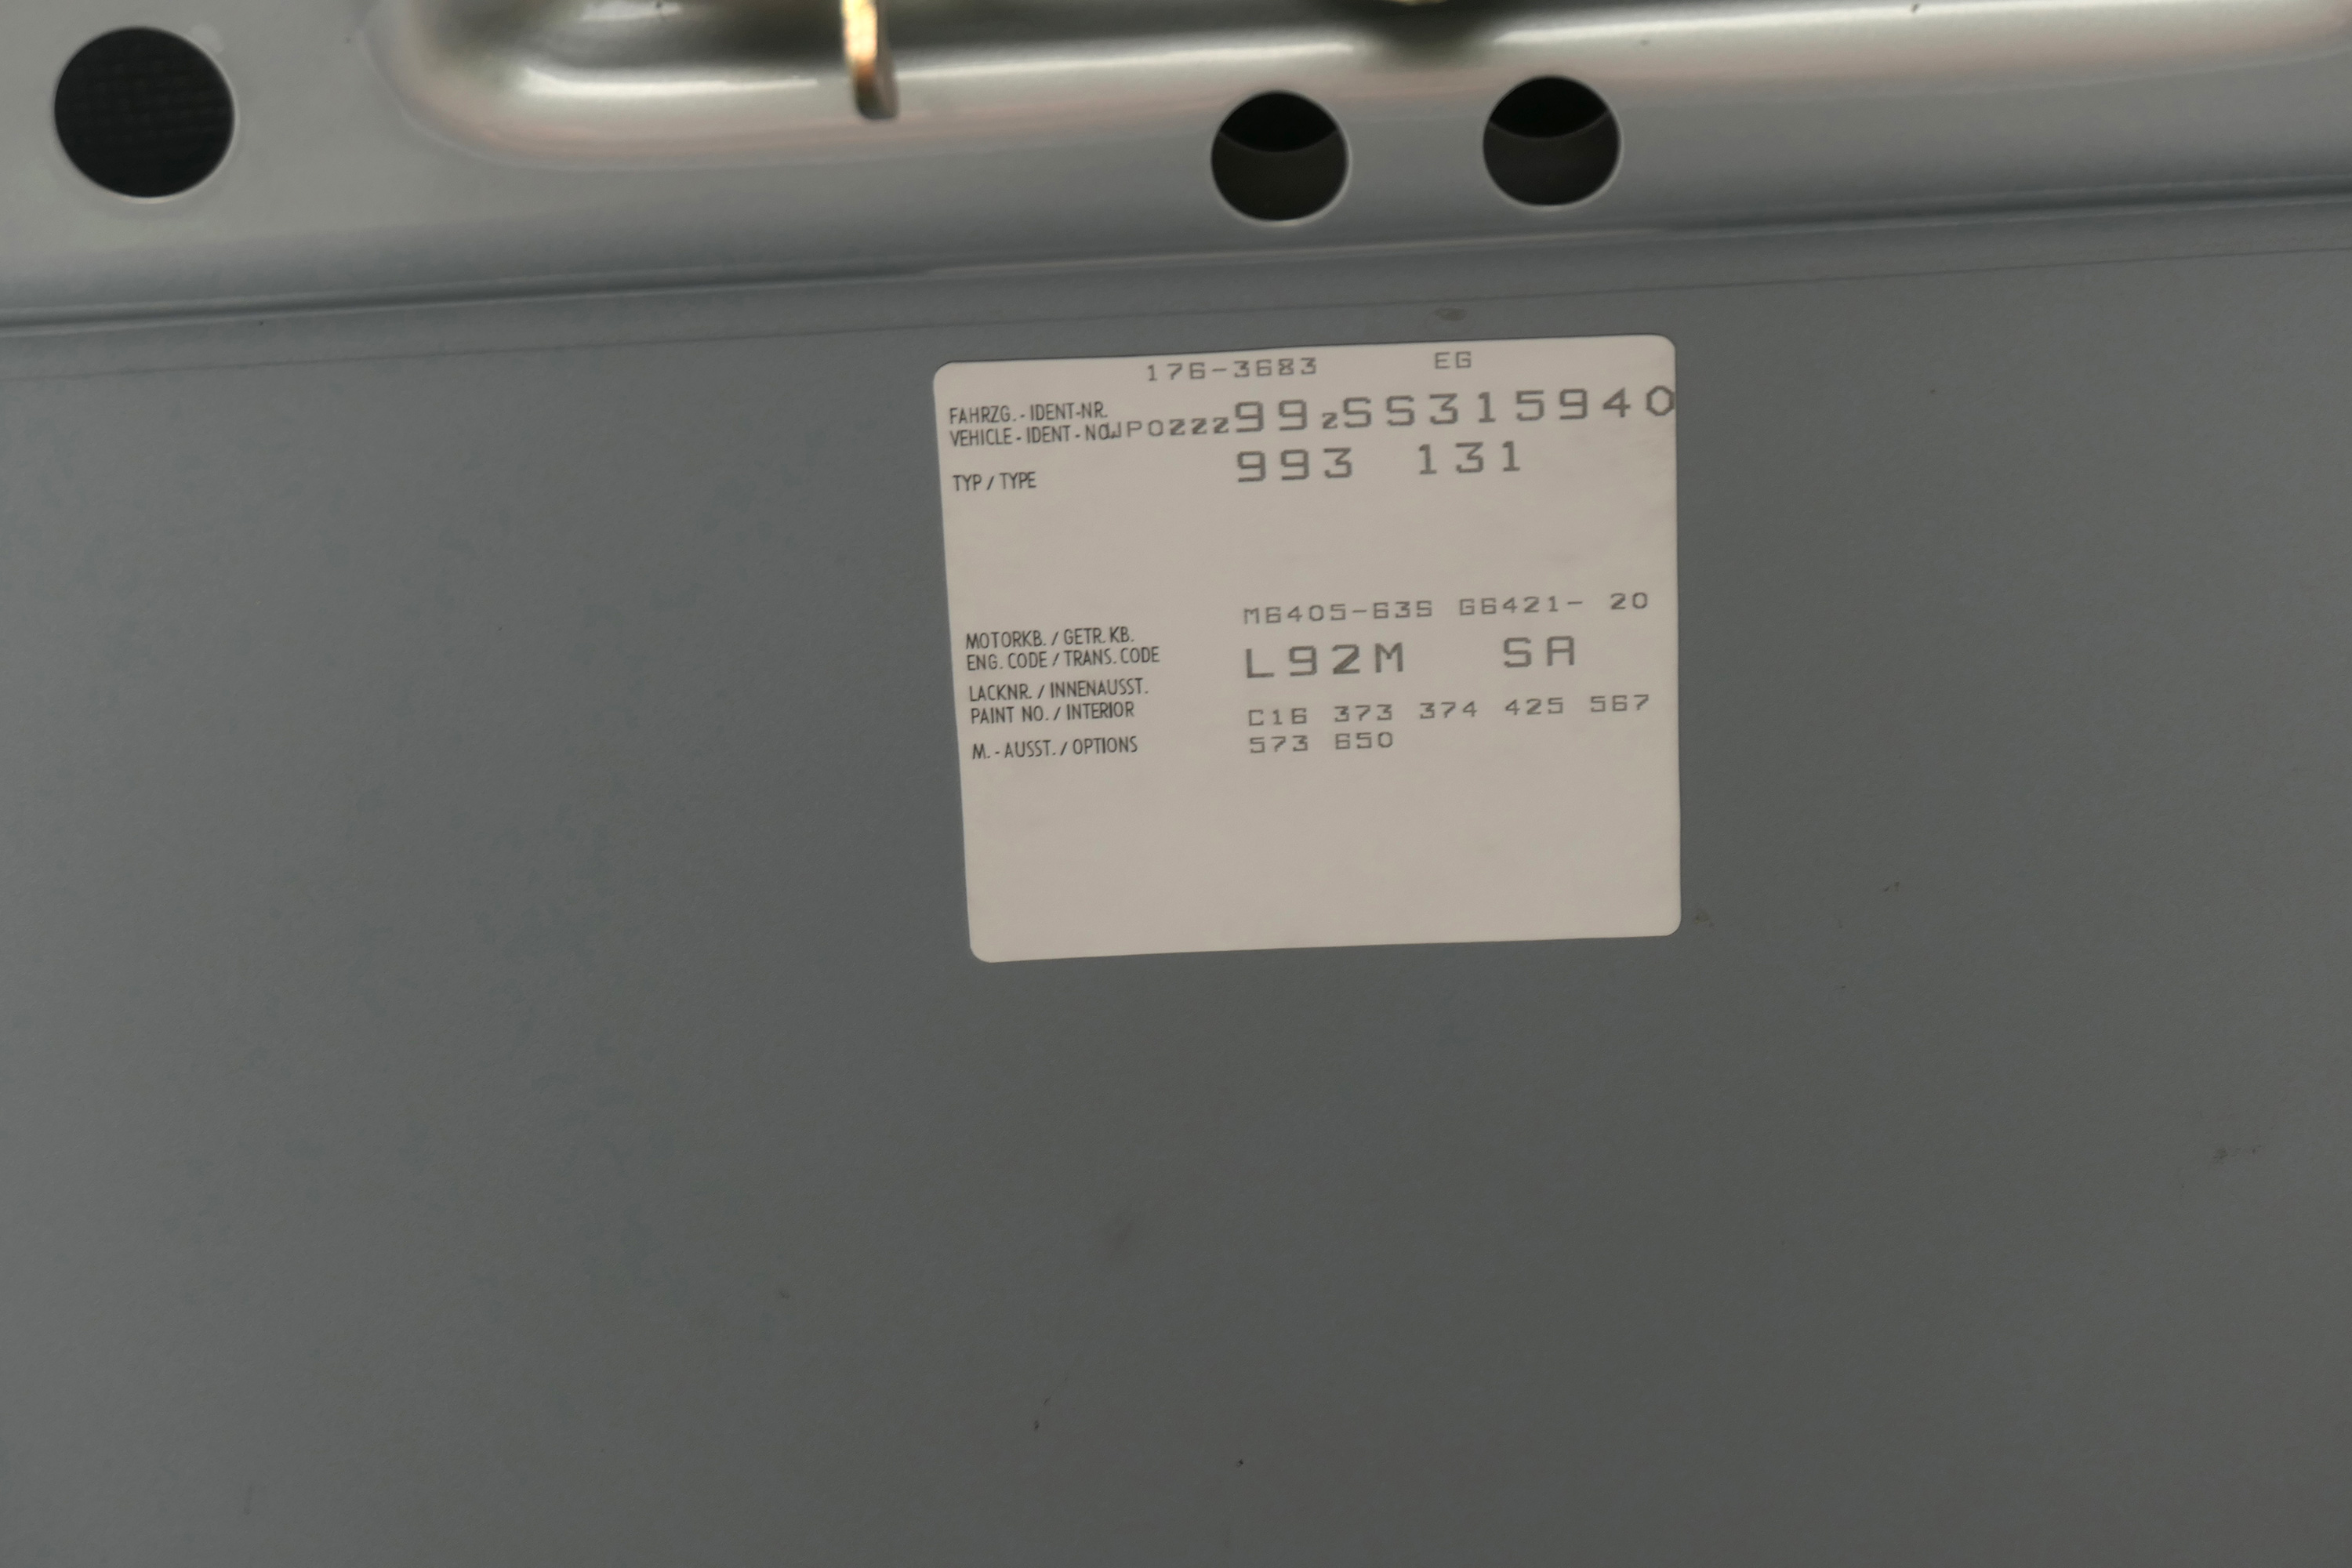 176-3683 EG
FAHRZG. - IDENT-NR.
VEHICLE - IDENT - NO. WP0ZZZ99ZSS315940
TYP / TYPE 993 131
MOTORKB. / GETR. KB. M6405-63S G6421- 20
ENG. CODE / TRANS. CODE
LACKNR. / INNENAUSST. L92M SA
PAINT NO. / INTERIOR
M. - AUSST. / OPTIONS C16 373 374 425 567
573 650